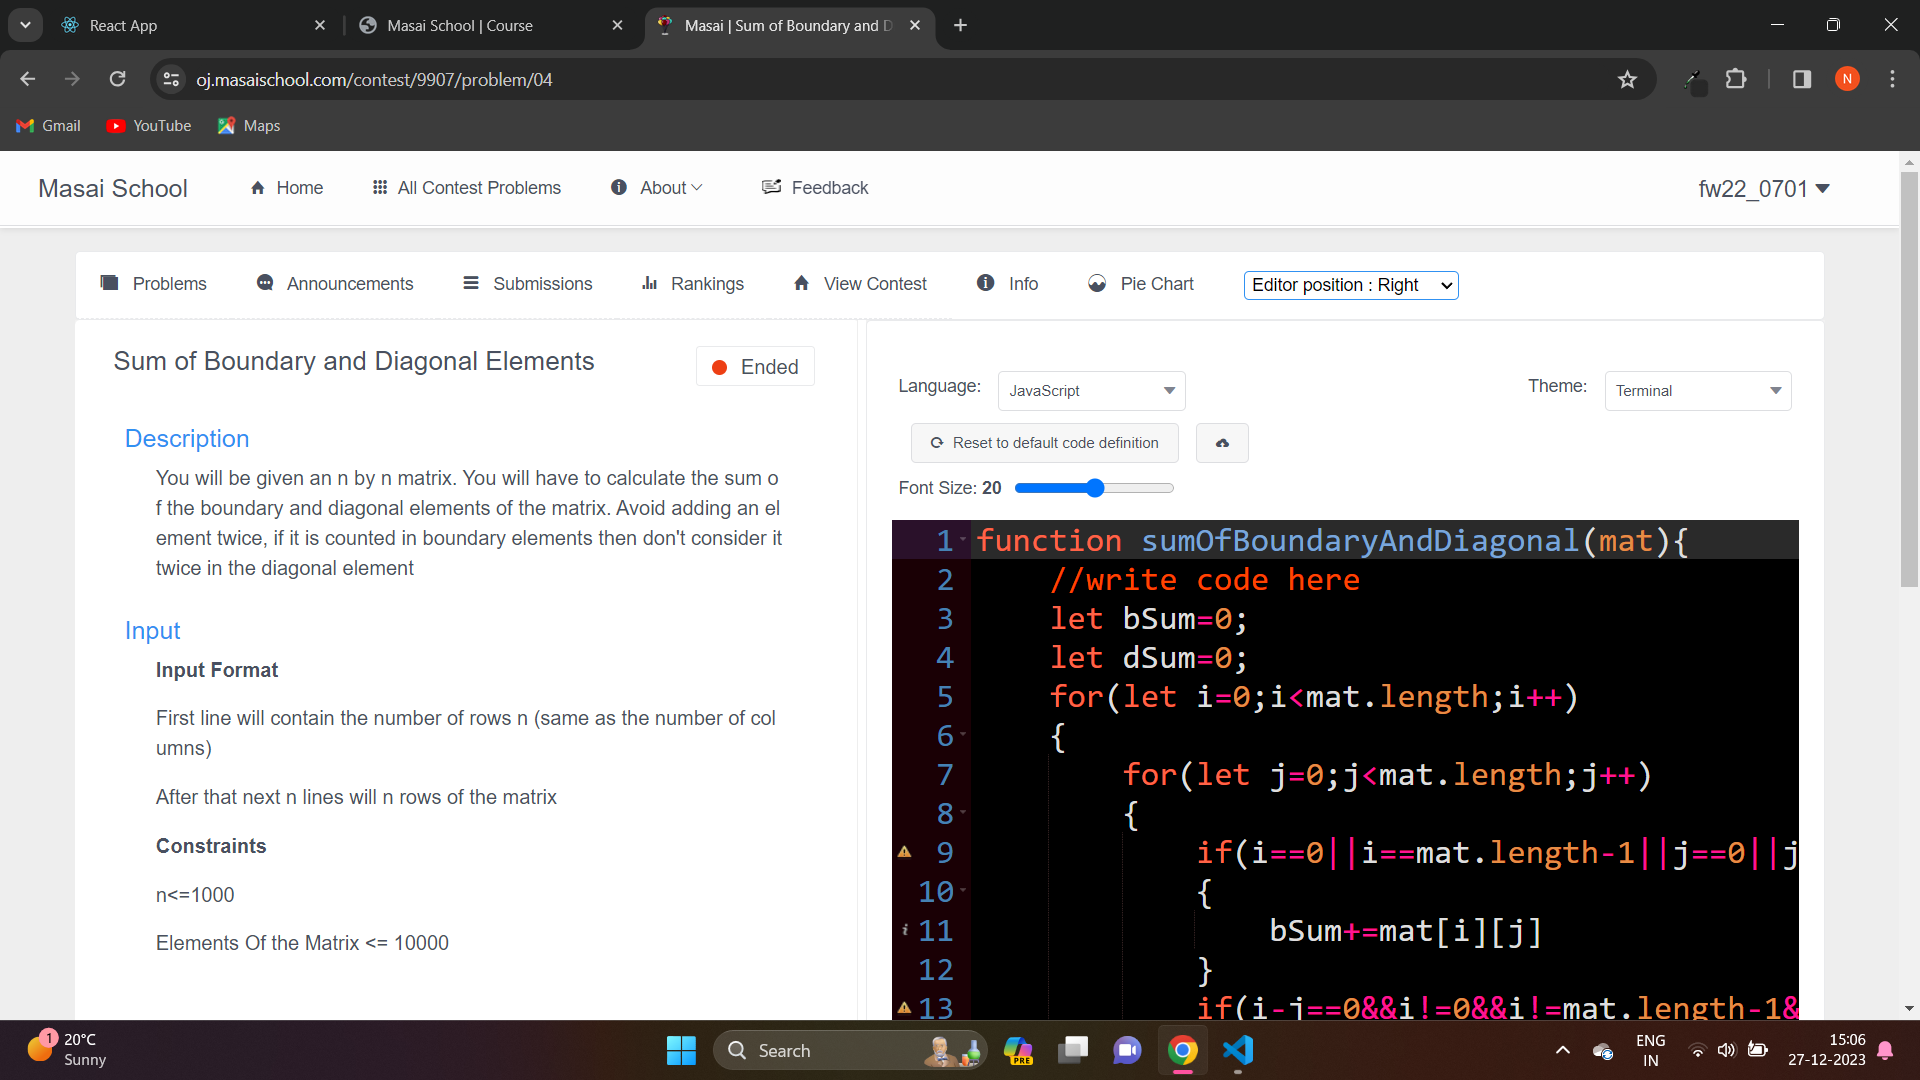 React App
Masai School | Course
Masai | Sum of Boundary and D
oj.masaischool.com/contest/9907/problem/04
N
Gmail
YouTube
Maps
Masai School
Home
All Contest Problems
About
Feedback
fw22_0701
Problems
Announcements
Submissions
Rankings
View Contest
Info
Pie Chart
Editor position : Right
Sum of Boundary and Diagonal Elements
Ended
Description
You will be given an n by n matrix. You will have to calculate the sum o
f the boundary and diagonal elements of the matrix. Avoid adding an el
ement twice, if it is counted in boundary elements then don't consider it
twice in the diagonal element
Input
Input Format
First line will contain the number of rows n (same as the number of col
umns)
After that next n lines will n rows of the matrix
Constraints
n<=1000
Elements Of the Matrix <= 10000
Language:
JavaScript
Theme:
Terminal
Reset to default code definition
Font Size: 20
1 function sumOfBoundaryAndDiagonal(mat){
2 //write code here
3 let bSum=0;
4 let dSum=0;
5 for(let i=0;i<mat.length;i++)
6 {
7 for(let j=0;j<mat.length;j++)
8 {
9 if(i==0||i==mat.length-1||j==0||j
10 {
11 bSum+=mat[i][j]
12 }
13 if(i-j==0&&i!=0&&i!=mat.length-1&
1
20°C
Sunny
Search
PRE
ENG
IN
15:06
27-12-2023